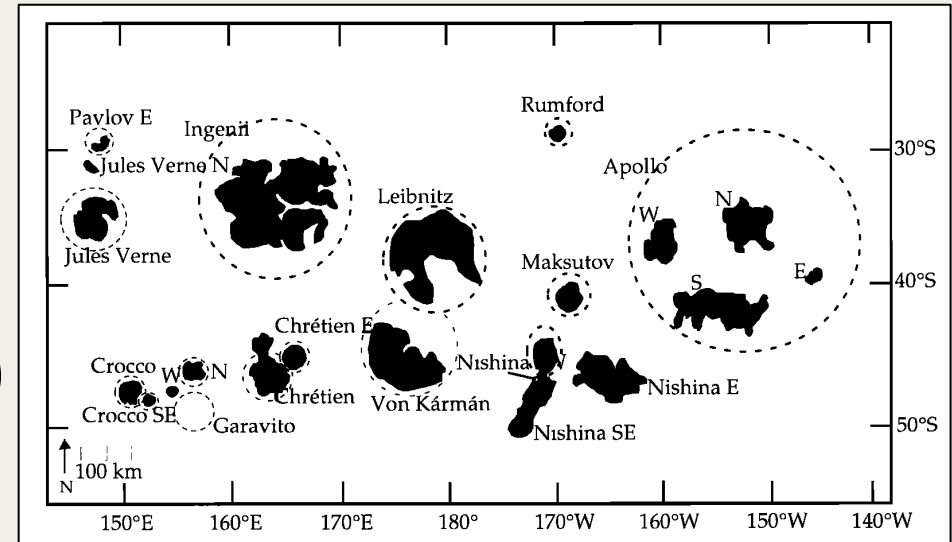 Rumford
Pavlov E
Ingenii
30°S
Jules Verne N
Apollo
Leibnitz
W
N
Jules Verne
Maksutov
E
40°S
S
Chrétien E
Crocco
W
N
Nishina
Nishina E
Chrétien
Von Kármán
Crocco SE
Garavito
Nishina SE
50°S
100 km
N
150°E 160°E 170°E 180° 170°W 160°W 150°W 140°W